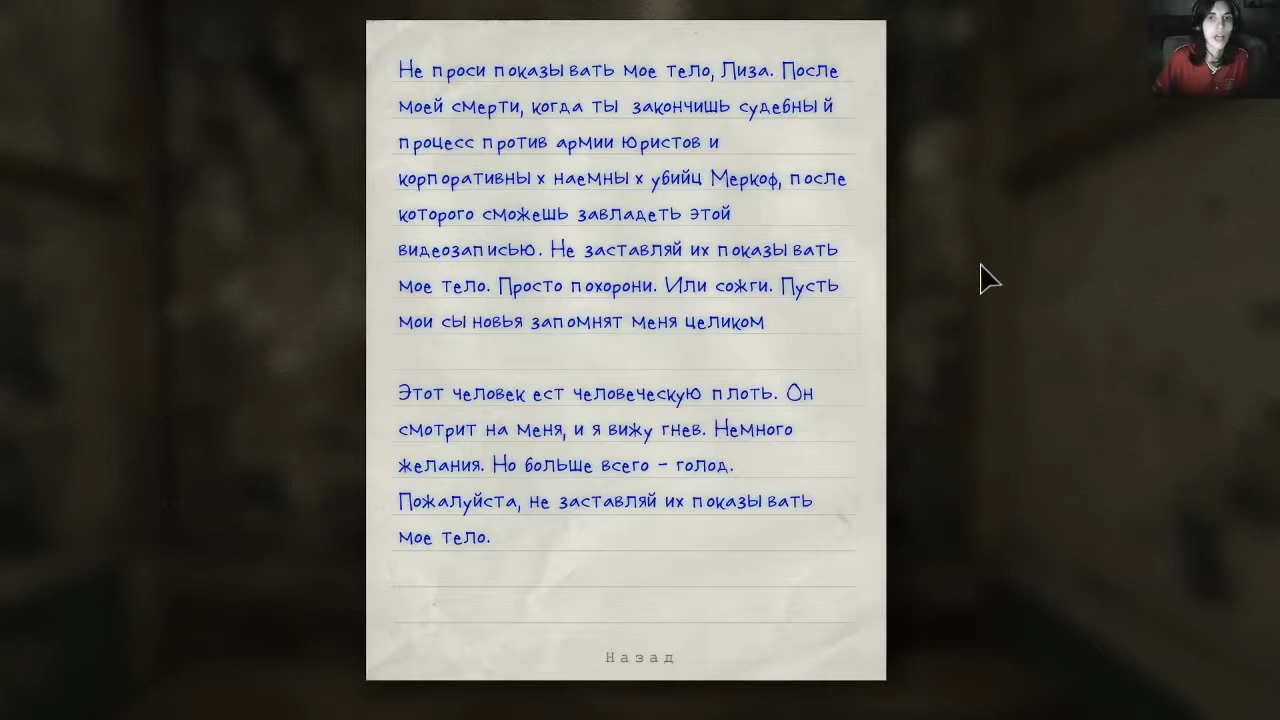 Не проси показывать мое тело, Лиза. После
моей смерти, когда ты закончишь судебный
процесс против армии юристов и
корпоративных наемных убийц Меркоф, после
которого сможешь завладеть этой
видеозаписью. Не заставляй их показывать
мое тело. Просто похорони. Или сожги. Пусть
мои сыновья запомнят меня целиком
Этот человек ест человеческую плоть. Он
смотрит на меня, и я вижу гнев. Немного
желания. Но больше всего – голод.
Пожалуйста, не заставляй их показывать
мое тело.
Назад